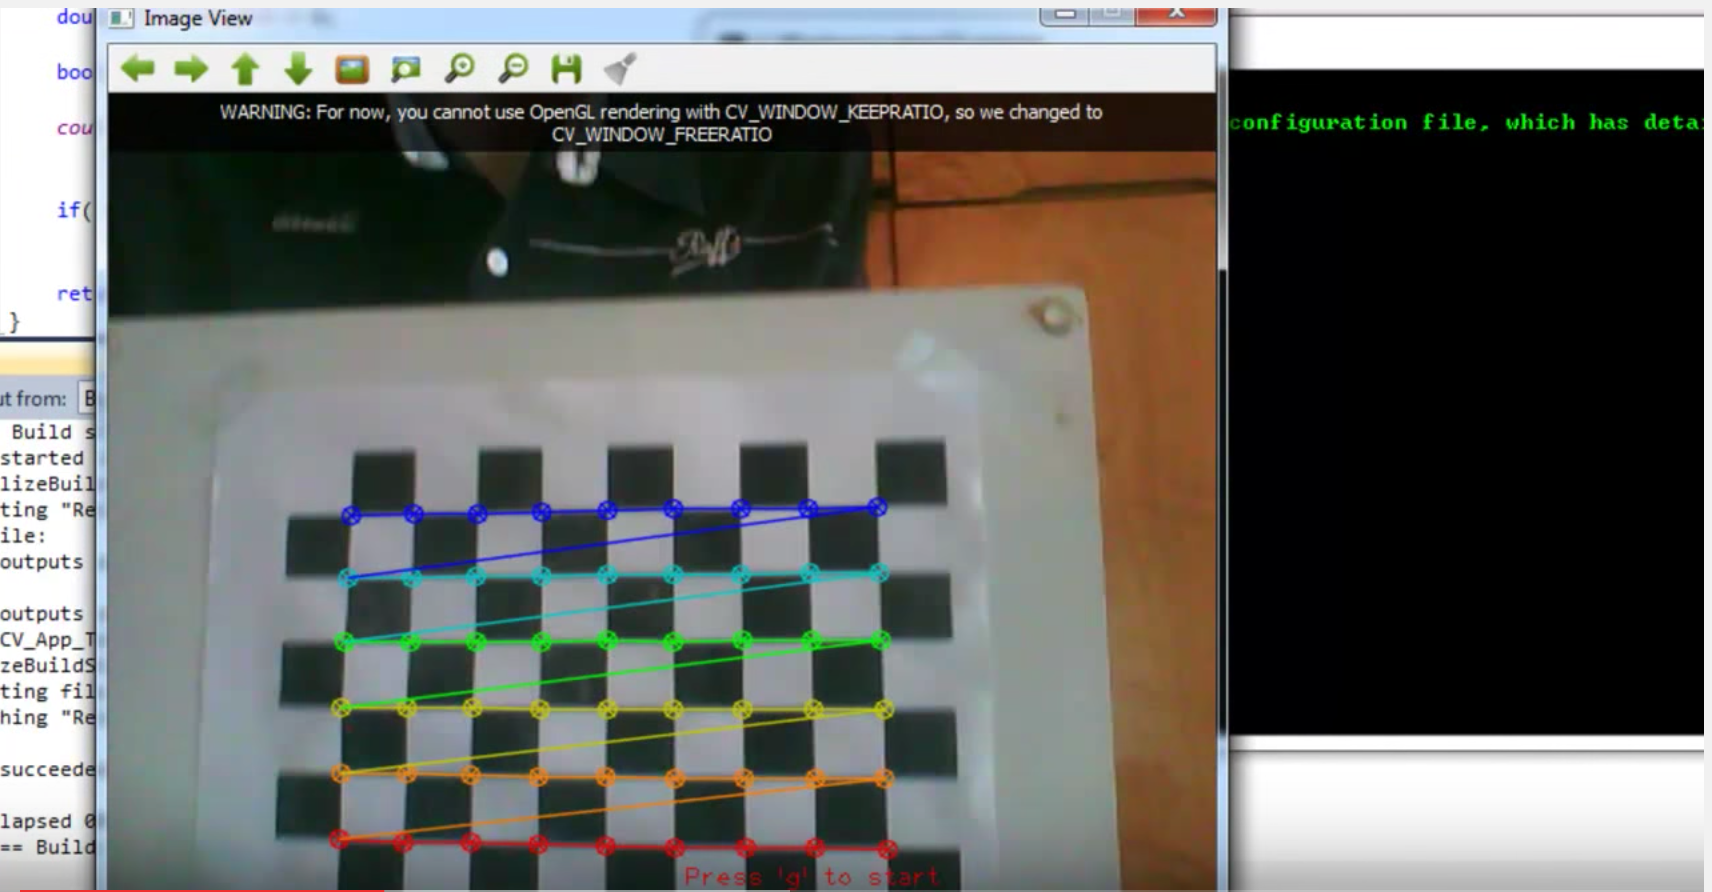 dou
Image View
boo
WARNING: For now, you cannot use OpenGL rendering with CV_WINDOW_KEEPRATIO, so we changed to
CV_WINDOW_FREERATIO
cou
configuration file, which has deta
if(
ret
}
ut from: B
Build s
started
lizeBuil
ting "Re
ile:
outputs
outputs
CV_App_T
zeBuildS
ting fil
hing "Re
succeede
lapsed 0
== Build
Press 'g' to start